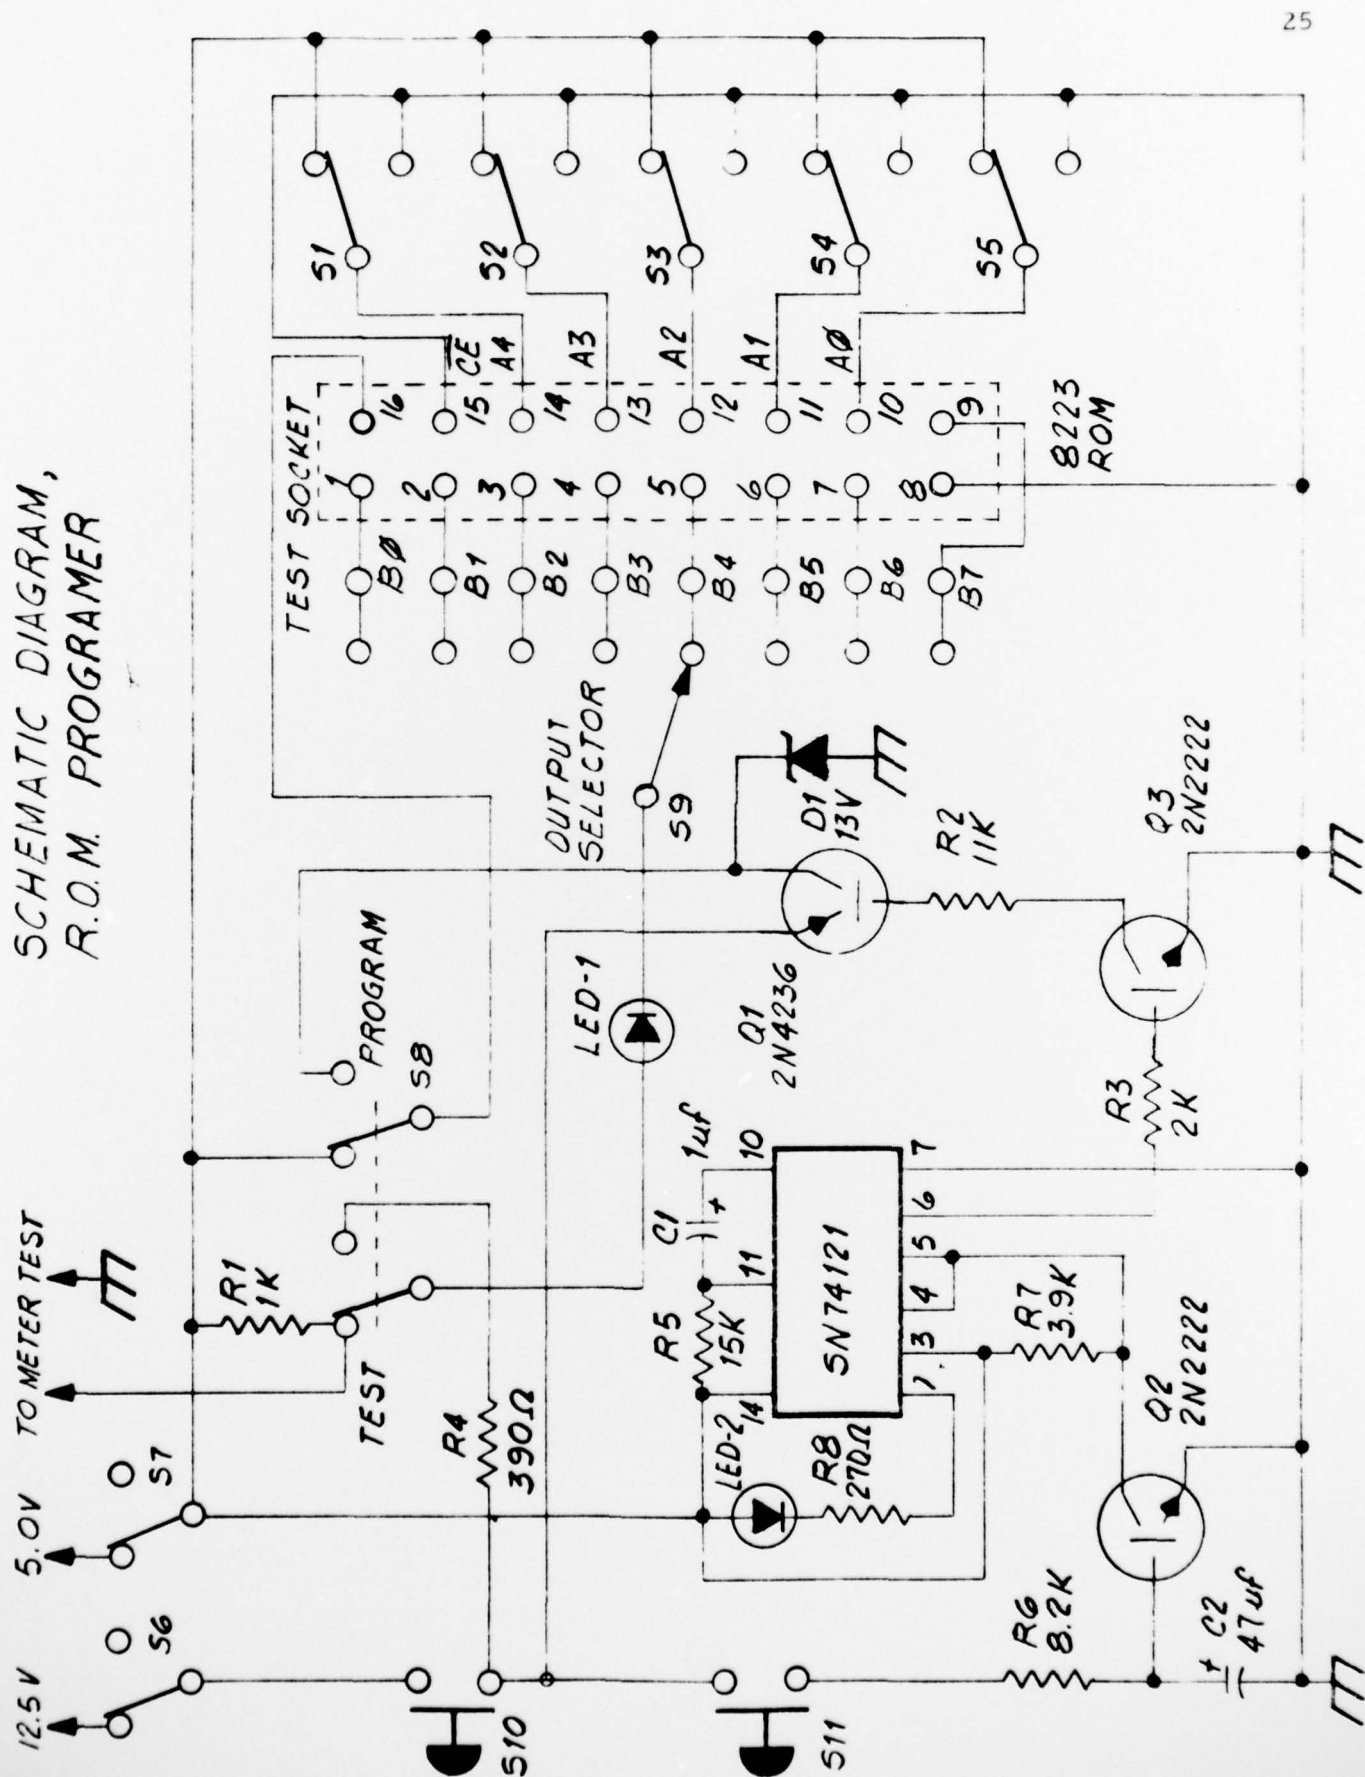 25
SCHEMATIC DIAGRAM,
R.O.M. PROGRAMER
12.5V
5.0V
TO METER TEST
S6
S7
R1
1K
TEST
PROGRAM
S8
R4
390Ω
S10
S11
LED-1
OUTPUT
SELECTOR
S9
TEST SOCKET
1
2
3
4
5
6
7
8
16
15
14
13
12
11
10
9
BØ
B1
B2
B3
B4
B5
B6
B7
CE
A4
A3
A2
A1
AØ
S1
S2
S3
S4
S5
8223
ROM
D1
13V
Q1
2N4236
R2
11K
Q3
2N2222
R3
2K
C1
1uf
+
R5
15K
LED-2
R8
270Ω
SN74121
14
11
10
1
3
4
5
6
7
R7
3.9K
Q2
2N2222
R6
8.2K
C2
47uf
+